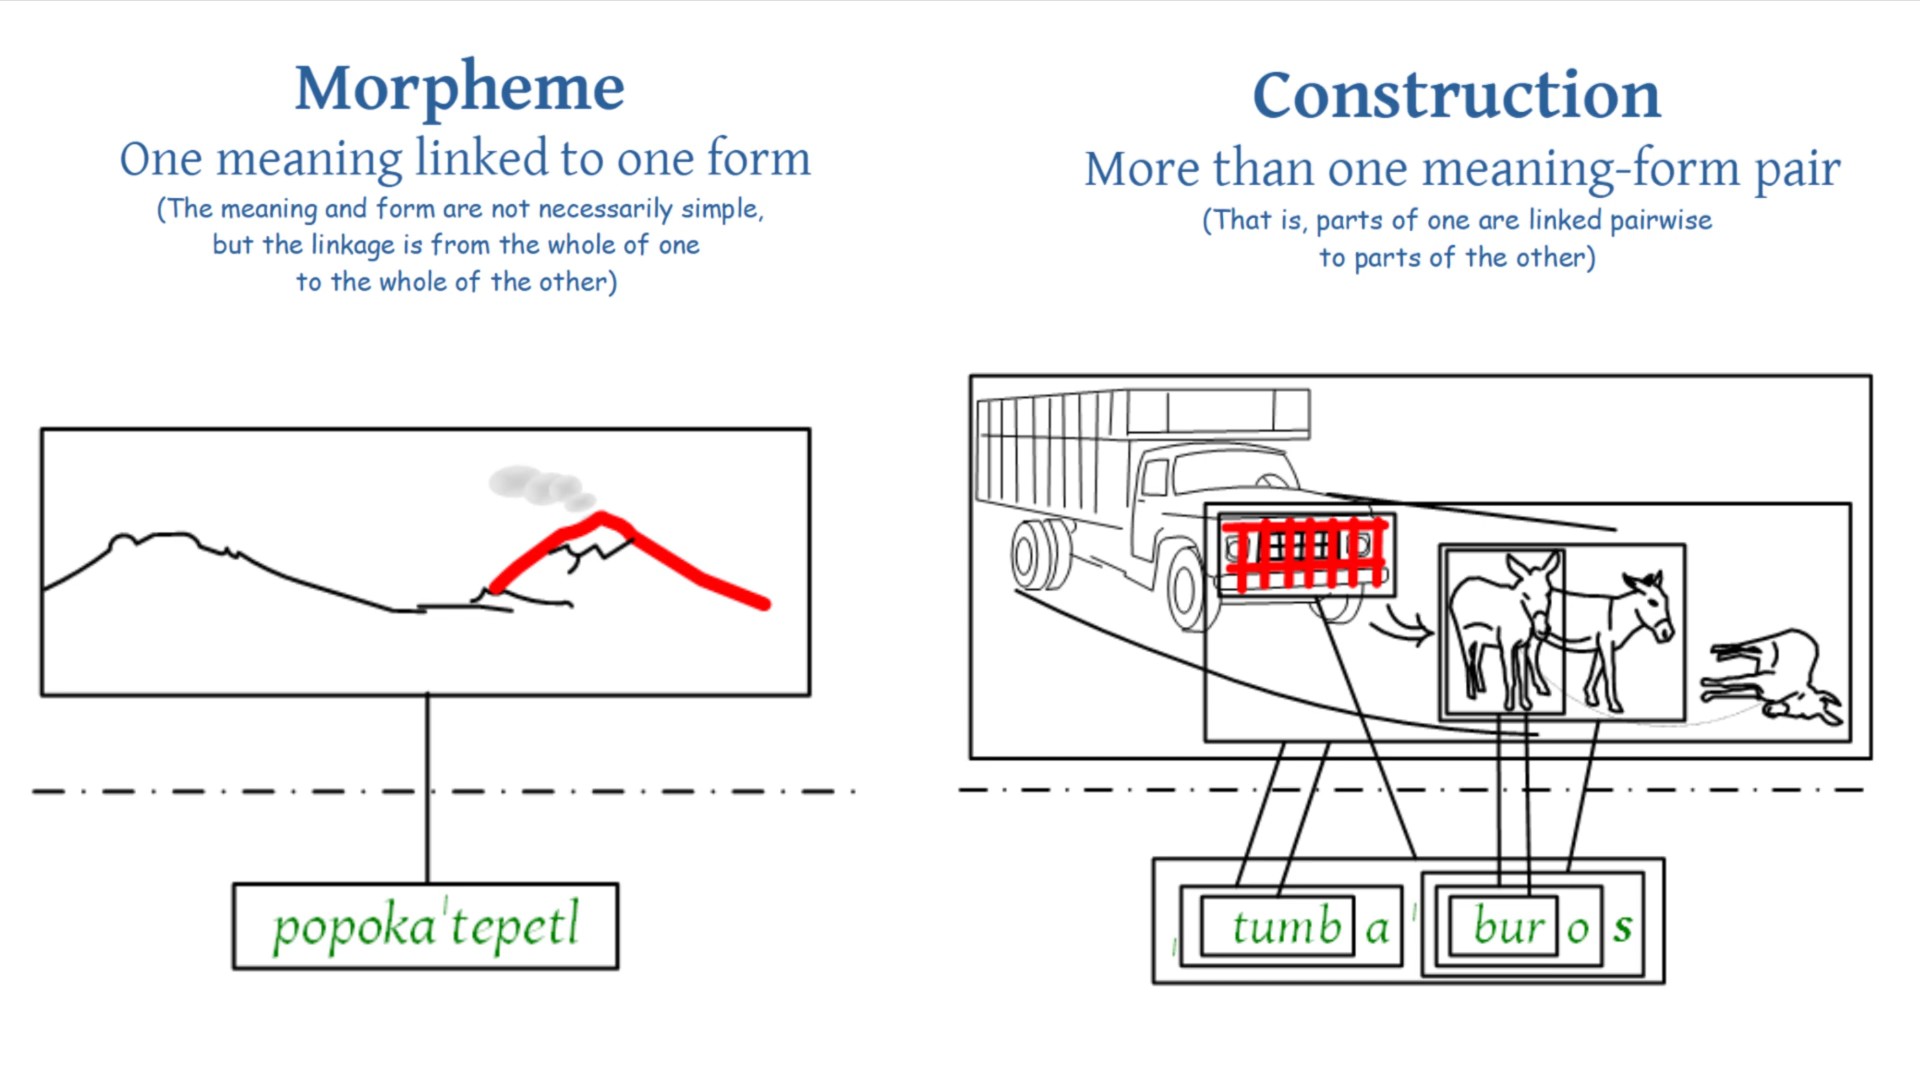 Morpheme
One meaning linked to one form
(The meaning and form are not necessarily simple,
but the linkage is from the whole of one
to the whole of the other)
popoka'tepetl
Construction
More than one meaning-form pair
(That is, parts of one are linked pairwise
to parts of the other)
ˌtumb a ˈbur o s